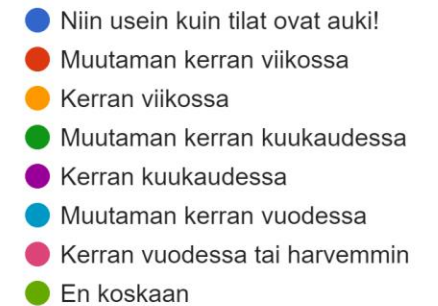 Niin usein kuin tilat ovat auki!
Muutaman kerran viikossa
Kerran viikossa
Muutaman kerran kuukaudessa
Kerran kuukaudessa
Muutaman kerran vuodessa
Kerran vuodessa tai harvemmin
En koskaan